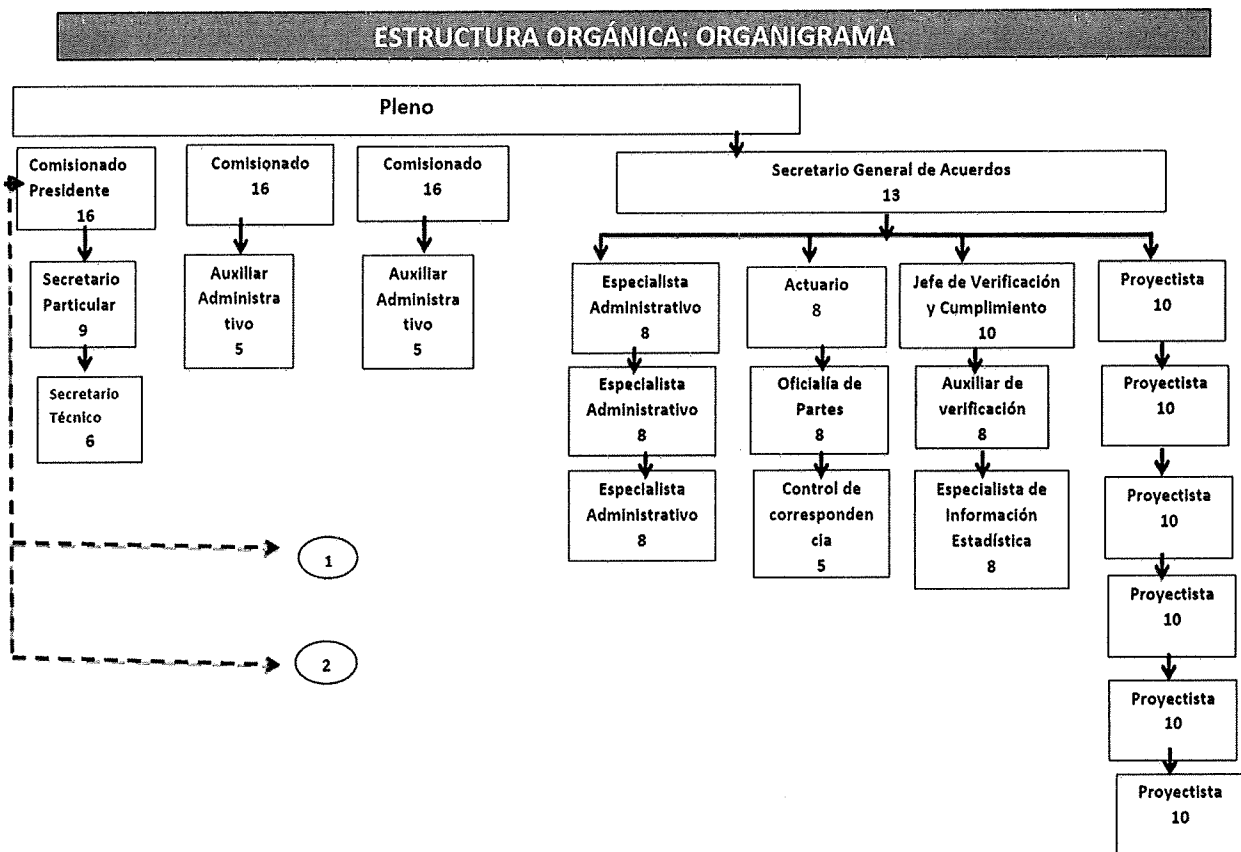 ESTRUCTURA ORGÁNICA: ORGANIGRAMA
Pleno
Comisionado
Presidente
16
Comisionado
16
Comisionado
16
Secretario General de Acuerdos
13
Secretario
Particular
9
Auxiliar
Administra
tivo
5
Auxiliar
Administra
tivo
5
Especialista
Administrativo
8
Actuario
8
Jefe de Verificación
y Cumplimiento
10
Proyectista
10
Secretario
Técnico
6
Especialista
Administrativo
8
Oficialía de
Partes
8
Auxiliar de
verificación
8
Proyectista
10
Especialista
Administrativo
8
Control de
corresponden
cia
5
Especialista de
Información
Estadística
8
Proyectista
10
1
Proyectista
10
2
Proyectista
10
Proyectista
10